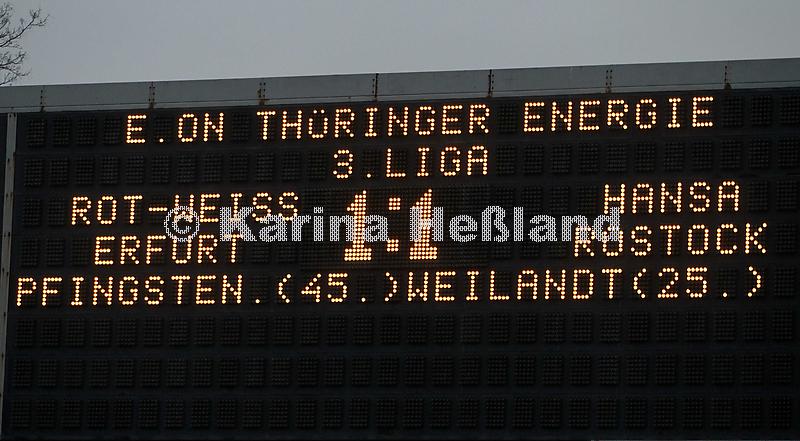 E.ON THÜRINGER ENERGIE
3.LIGA
ROT-WEISS 1:1 HANSA
© Karina Heßland
ERFURT ROSTOCK
PFINGSTEN.(45.)WEILANDT(25.)